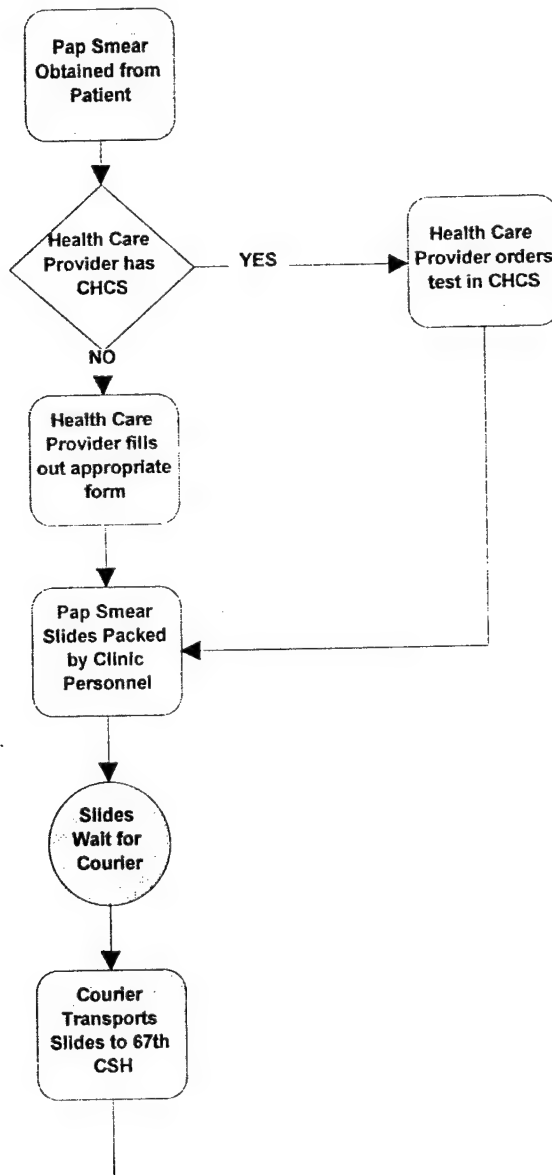 Pap Smear
Obtained from
Patient
Health Care
Provider has
CHCS
YES
Health Care
Provider orders
test in CHCS
NO
Health Care
Provider fills
out appropriate
form
Pap Smear
Slides Packed
by Clinic
Personnel
Slides
Wait for
Courier
Courier
Transports
Slides to 67th
CSH